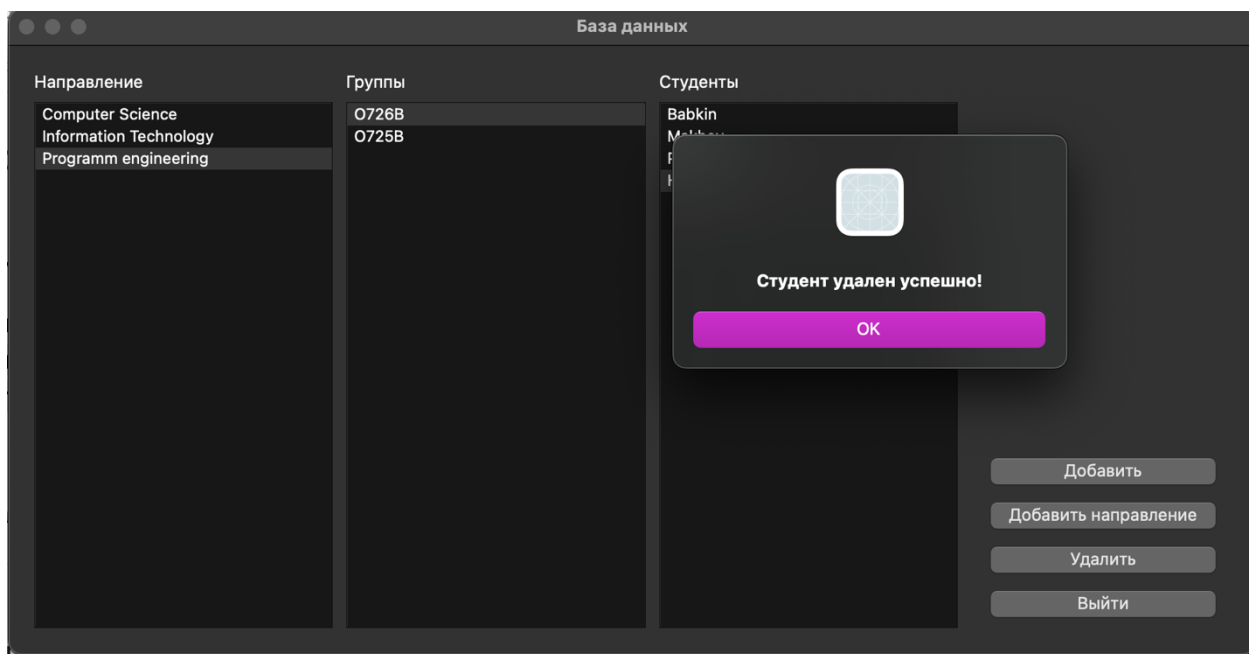 База данных
Направление
Группы
Студенты
Computer Science
Information Technology
Programm engineering
O726B
O725B
Babkin
Студент удален успешно!
OK
Добавить
Добавить направление
Удалить
Выйти